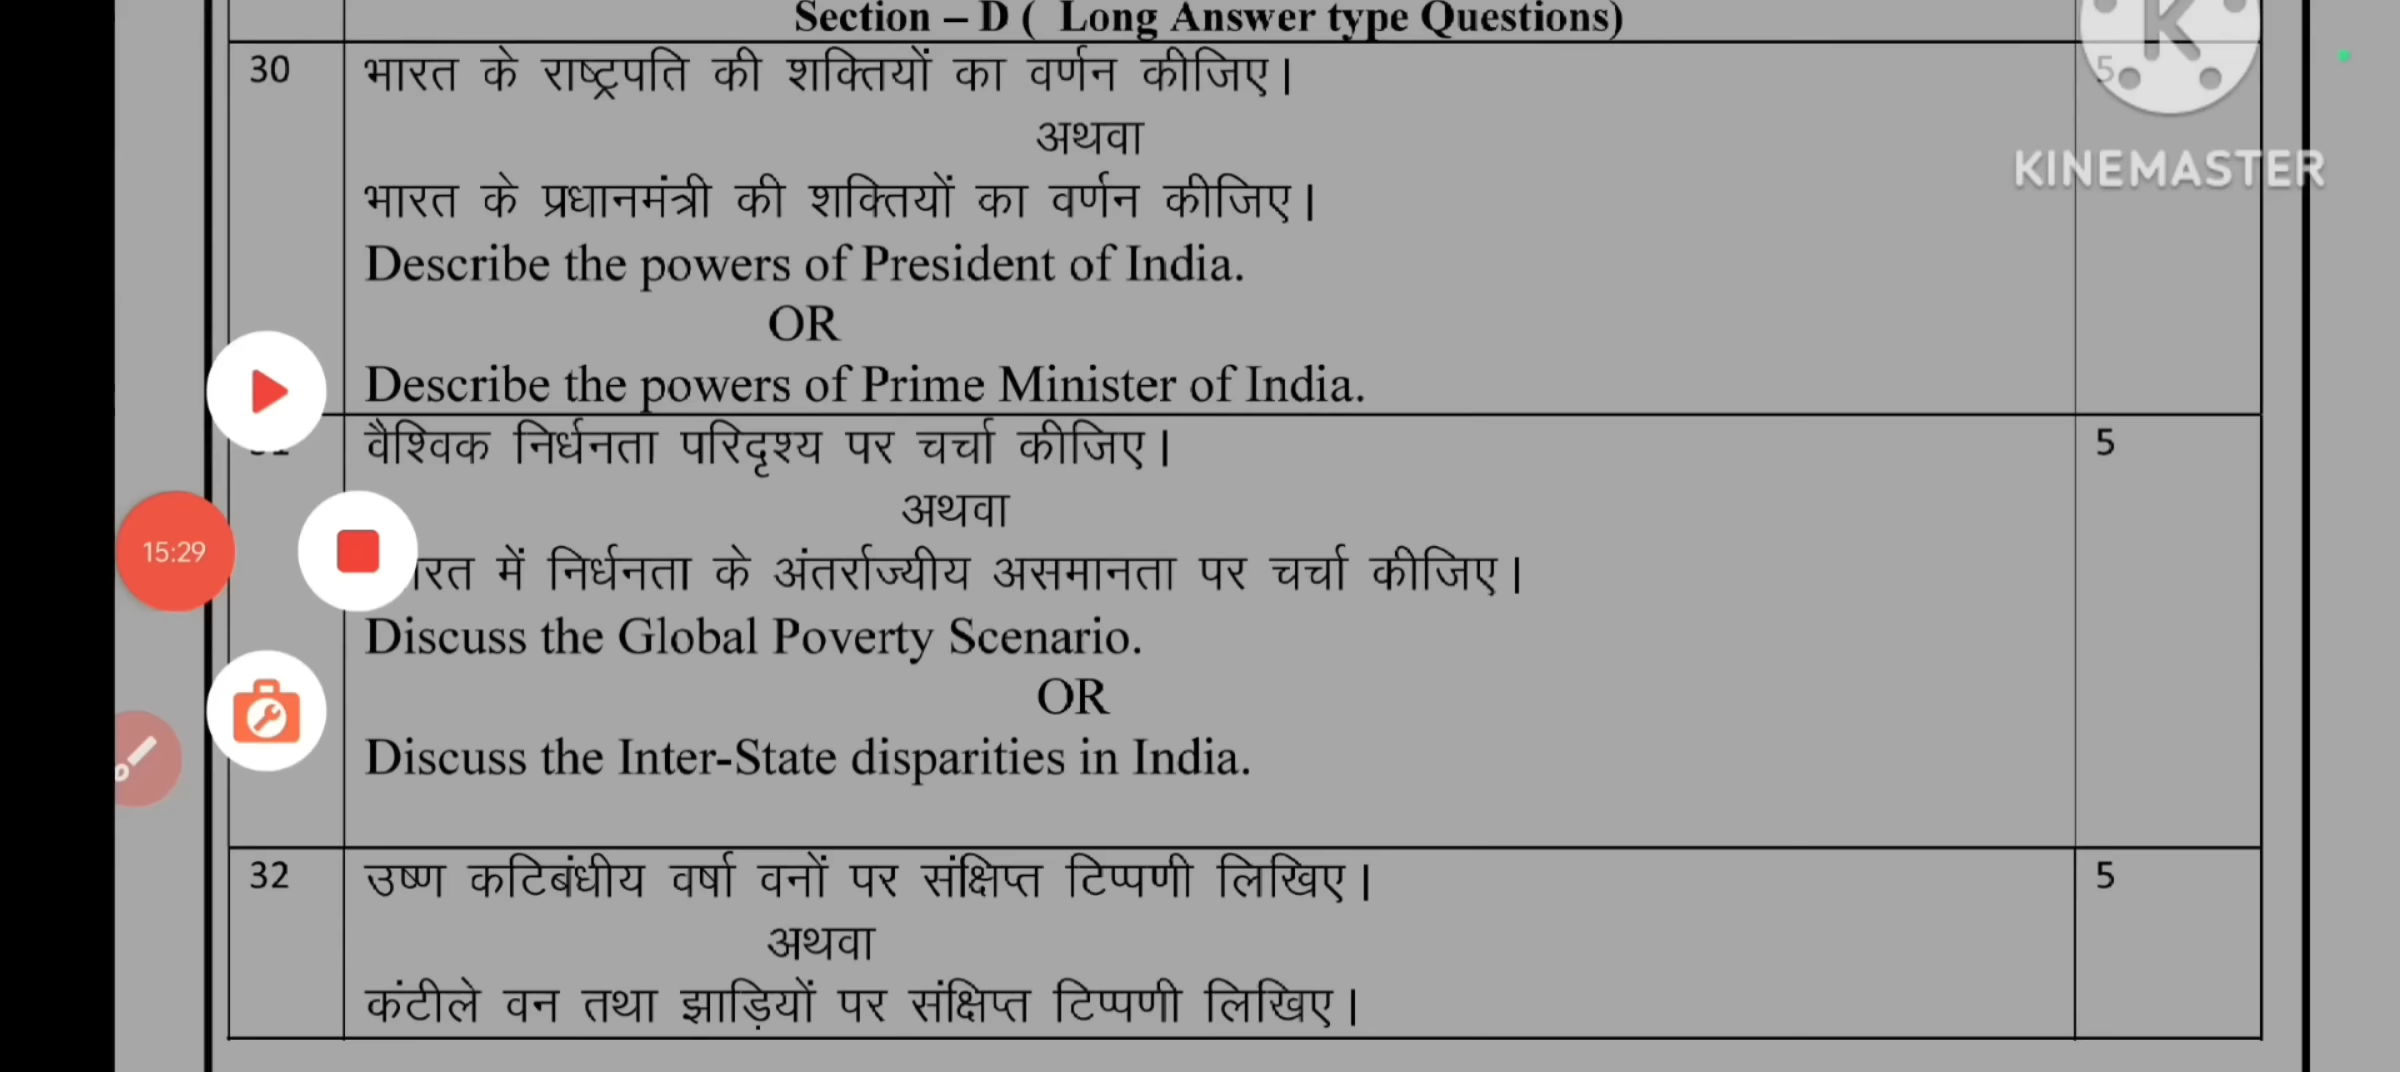 Section – D ( Long Answer type Questions)
30
भारत के राष्ट्रपति की शक्तियों का वर्णन कीजिए।
5
अथवा
KINEMASTER
भारत के प्रधानमंत्री की शक्तियों का वर्णन कीजिए।
Describe the powers of President of India.
OR
Describe the powers of Prime Minister of India.
वैश्विक निर्धनता परिदृश्य पर चर्चा कीजिए।
5
अथवा
15:29
में निर्धनता के अंतर्राज्यीय असमानता पर चर्चा कीजिए।
Discuss the Global Poverty Scenario.
OR
Discuss the Inter-State disparities in India.
32
उष्ण कटिबंधीय वर्षा वनों पर संक्षिप्त टिप्पणी लिखिए।
5
अथवा
कंटीले वन तथा झाड़ियों पर संक्षिप्त टिप्पणी लिखिए।